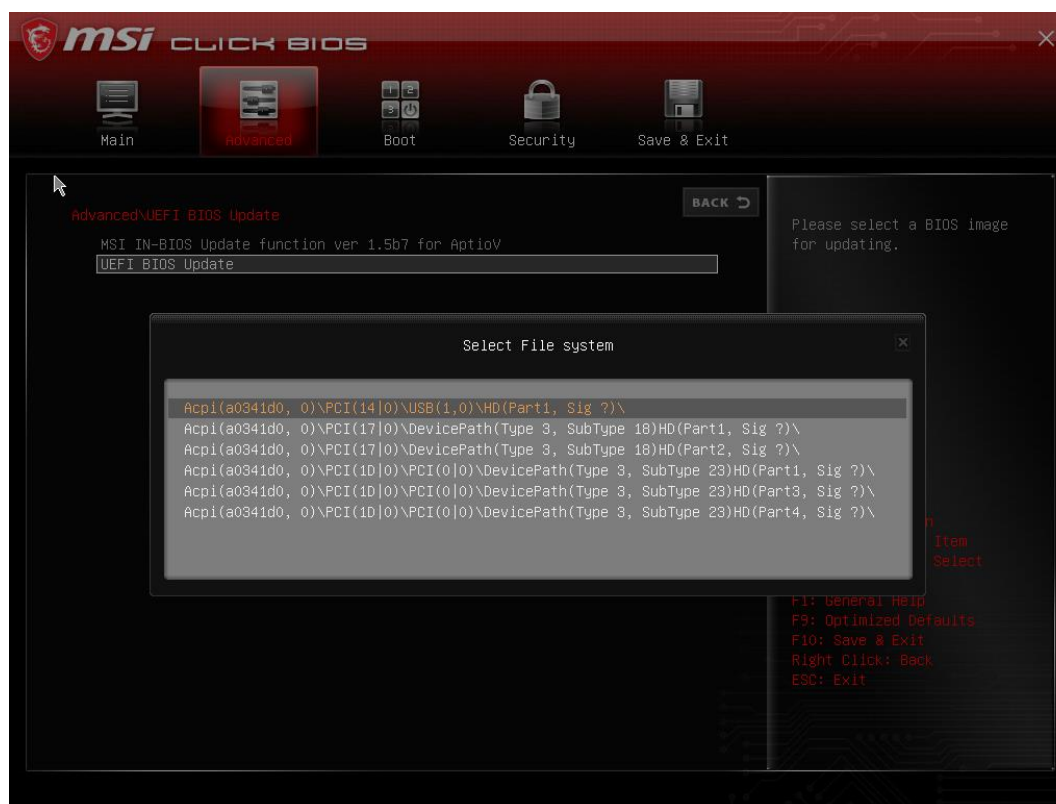 msi CLICK BIOS
Main
Advanced
Boot
Security
Save & Exit
BACK
Advanced\UEFI BIOS Update
MSI IN-BIOS Update function ver 1.5b7 for AptioV
UEFI BIOS Update
Please select a BIOS image
for updating.
Select File system
Acpi(a0341d0, 0)\PCI(14|0)\USB(1,0)\HD(Part1, Sig ?)\
Acpi(a0341d0, 0)\PCI(17|0)\DevicePath(Type 3, SubType 18)HD(Part1, Sig ?)\
Acpi(a0341d0, 0)\PCI(17|0)\DevicePath(Type 3, SubType 18)HD(Part2, Sig ?)\
Acpi(a0341d0, 0)\PCI(1D|0)\PCI(0|0)\DevicePath(Type 3, SubType 23)HD(Part1, Sig ?)\
Acpi(a0341d0, 0)\PCI(1D|0)\PCI(0|0)\DevicePath(Type 3, SubType 23)HD(Part3, Sig ?)\
Acpi(a0341d0, 0)\PCI(1D|0)\PCI(0|0)\DevicePath(Type 3, SubType 23)HD(Part4, Sig ?)\
Item
Select
F1: General Help
F9: Optimized Defaults
F10: Save & Exit
Right Click: Back
ESC: Exit